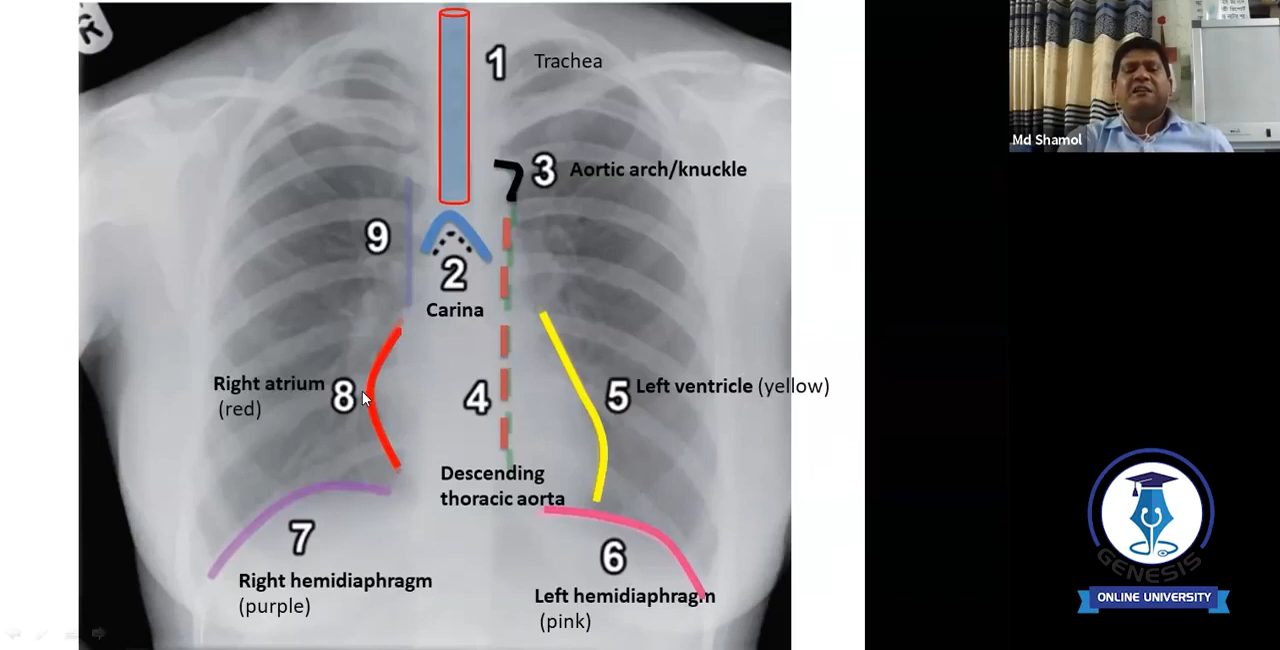 R
1 Trachea
3 Aortic arch/knuckle
9
2
Carina
Right atrium
(red)
8
4
5 Left ventricle (yellow)
Descending
thoracic aorta
7
6
Right hemidiaphragm
(purple)
Left hemidiaphragm
(pink)
Md Shamol
GENESIS
ONLINE UNIVERSITY